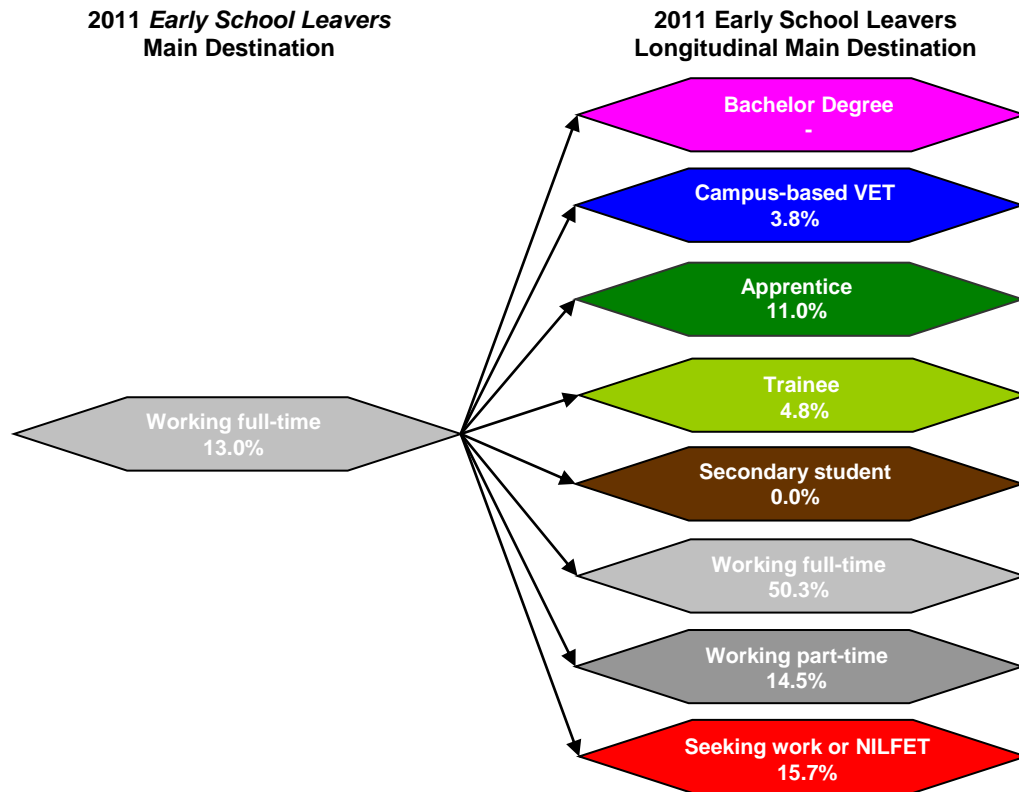 2011 Early School Leavers
Main Destination
2011 Early School Leavers
Longitudinal Main Destination
Bachelor Degree
-
Campus-based VET
3.8%
Apprentice
11.0%
Trainee
4.8%
Working full-time
13.0%
Secondary student
0.0%
Working full-time
50.3%
Working part-time
14.5%
Seeking work or NILFET
15.7%